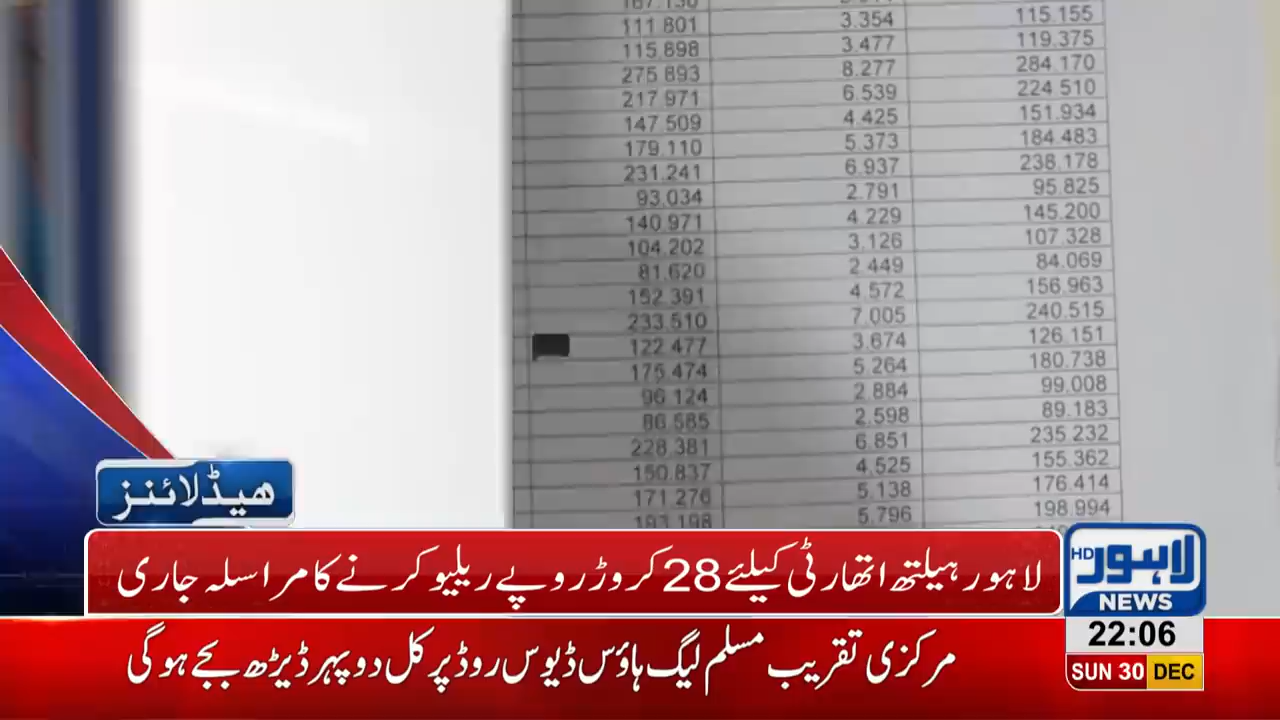 111.801 3.354 115.155
115.898 3.477 119.375
275.893 8.277 284.170
217.971 6.539 224.510
147.509 4.425 151.934
179.110 5.373 184.483
231.241 6.937 238.178
93.034 2.791 95.825
140.971 4.229 145.200
104.202 3.126 107.328
81.620 2.449 84.069
152.391 4.572 156.963
233.510 7.005 240.515
122.477 3.674 126.151
175.474 5.264 180.738
96.124 2.884 99.008
86.585 2.598 89.183
228.381 6.851 235.232
150.837 4.525 155.362
171.276 5.138 176.414
193.198 5.796 198.994
ہیڈلائنز
لاہور ہیلتھ اتھارٹی کیلئے 28 کروڑ روپے ریلیو کرنے کا مراسلہ جاری
HD لاہور
NEWS
22:06
مرکزی تقریب مسلم لیگ ہاؤس ڈیوس روڈ پر کل دوپہر ڈیڑھ بجے ہوگی
SUN 30 DEC